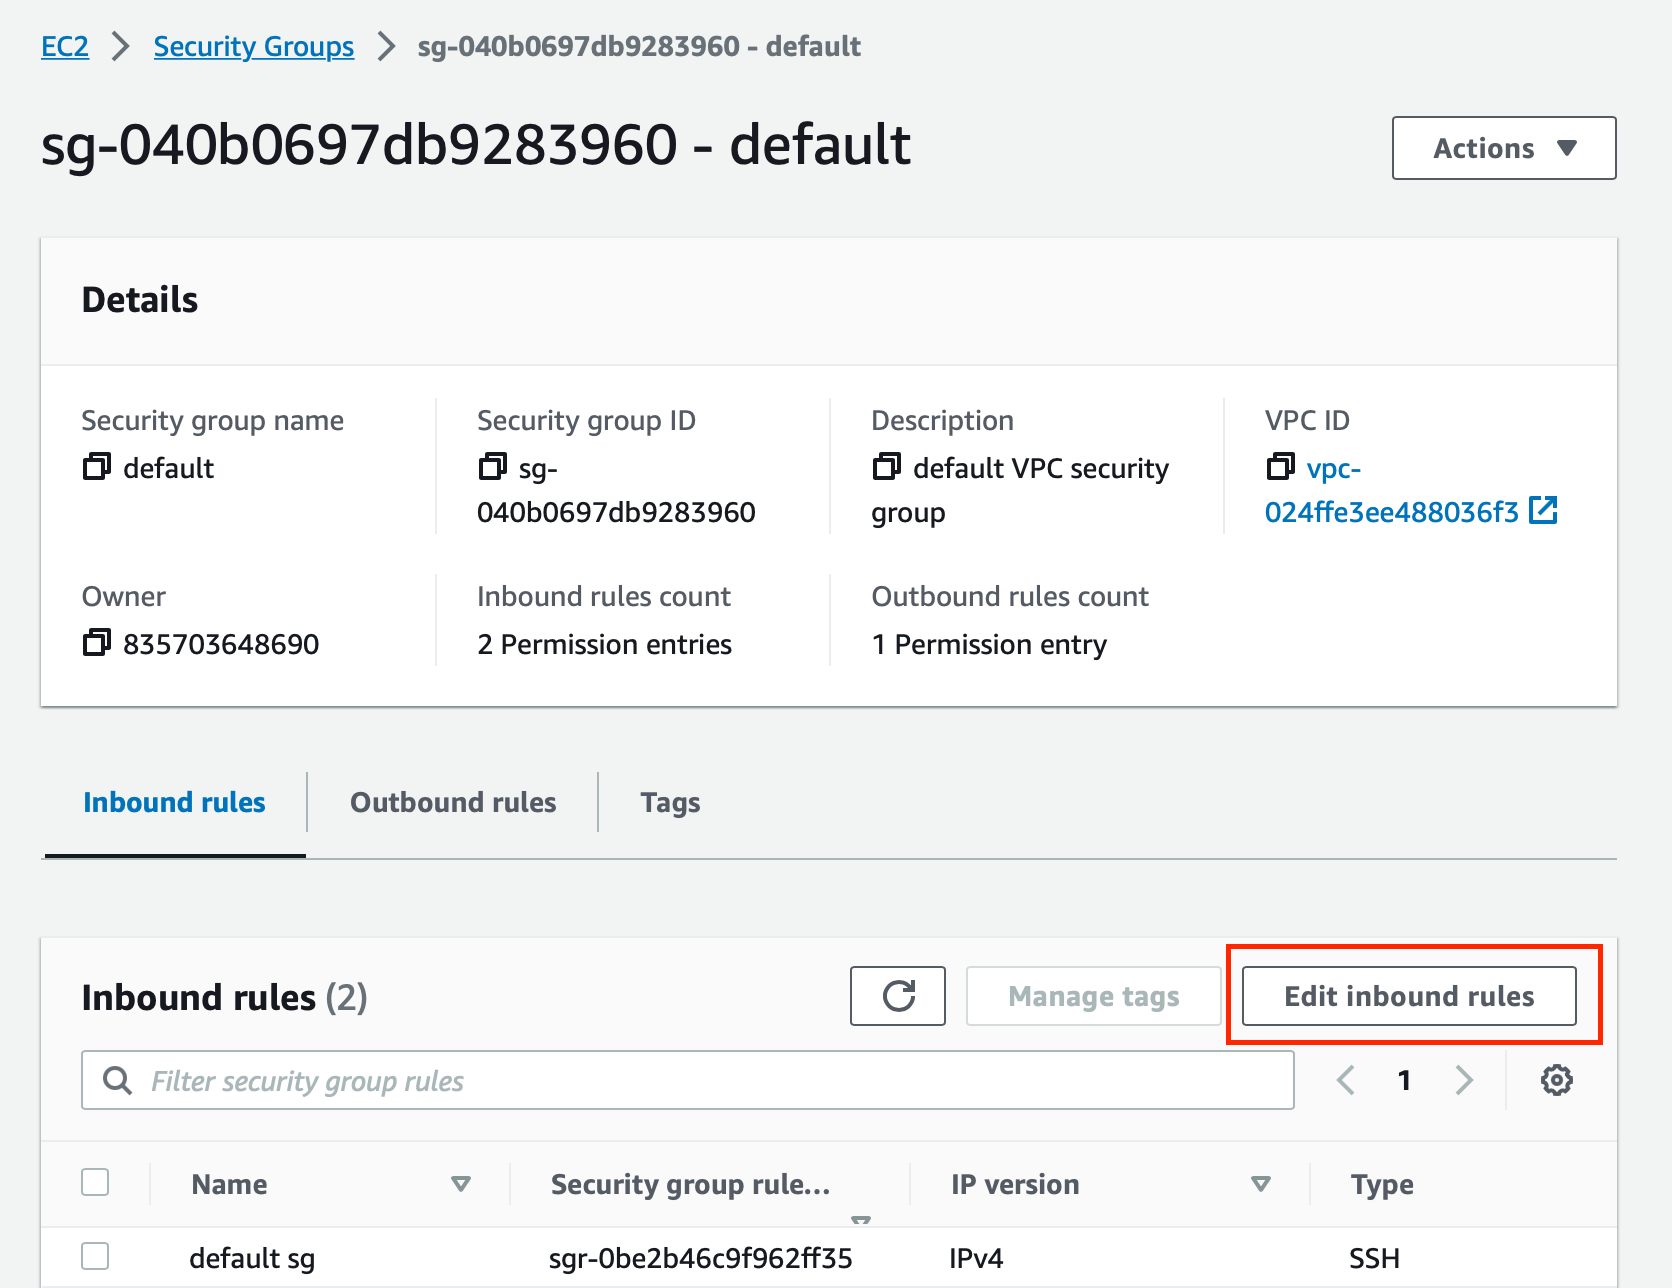 EC2 > Security Groups > sg-040b0697db9283960 - default
sg-040b0697db9283960 - default
Actions
Details
Security group name
default
Security group ID
sg-
040b0697db9283960
Description
default VPC security
group
VPC ID
vpc-
024ffe3ee488036f3
Owner
835703648690
Inbound rules count
2 Permission entries
Outbound rules count
1 Permission entry
Inbound rules
Outbound rules
Tags
Inbound rules (2)
Manage tags
Edit inbound rules
Filter security group rules
1
Name
Security group rule...
IP version
Type
default sg
sgr-0be2b46c9f962ff35
IPv4
SSH